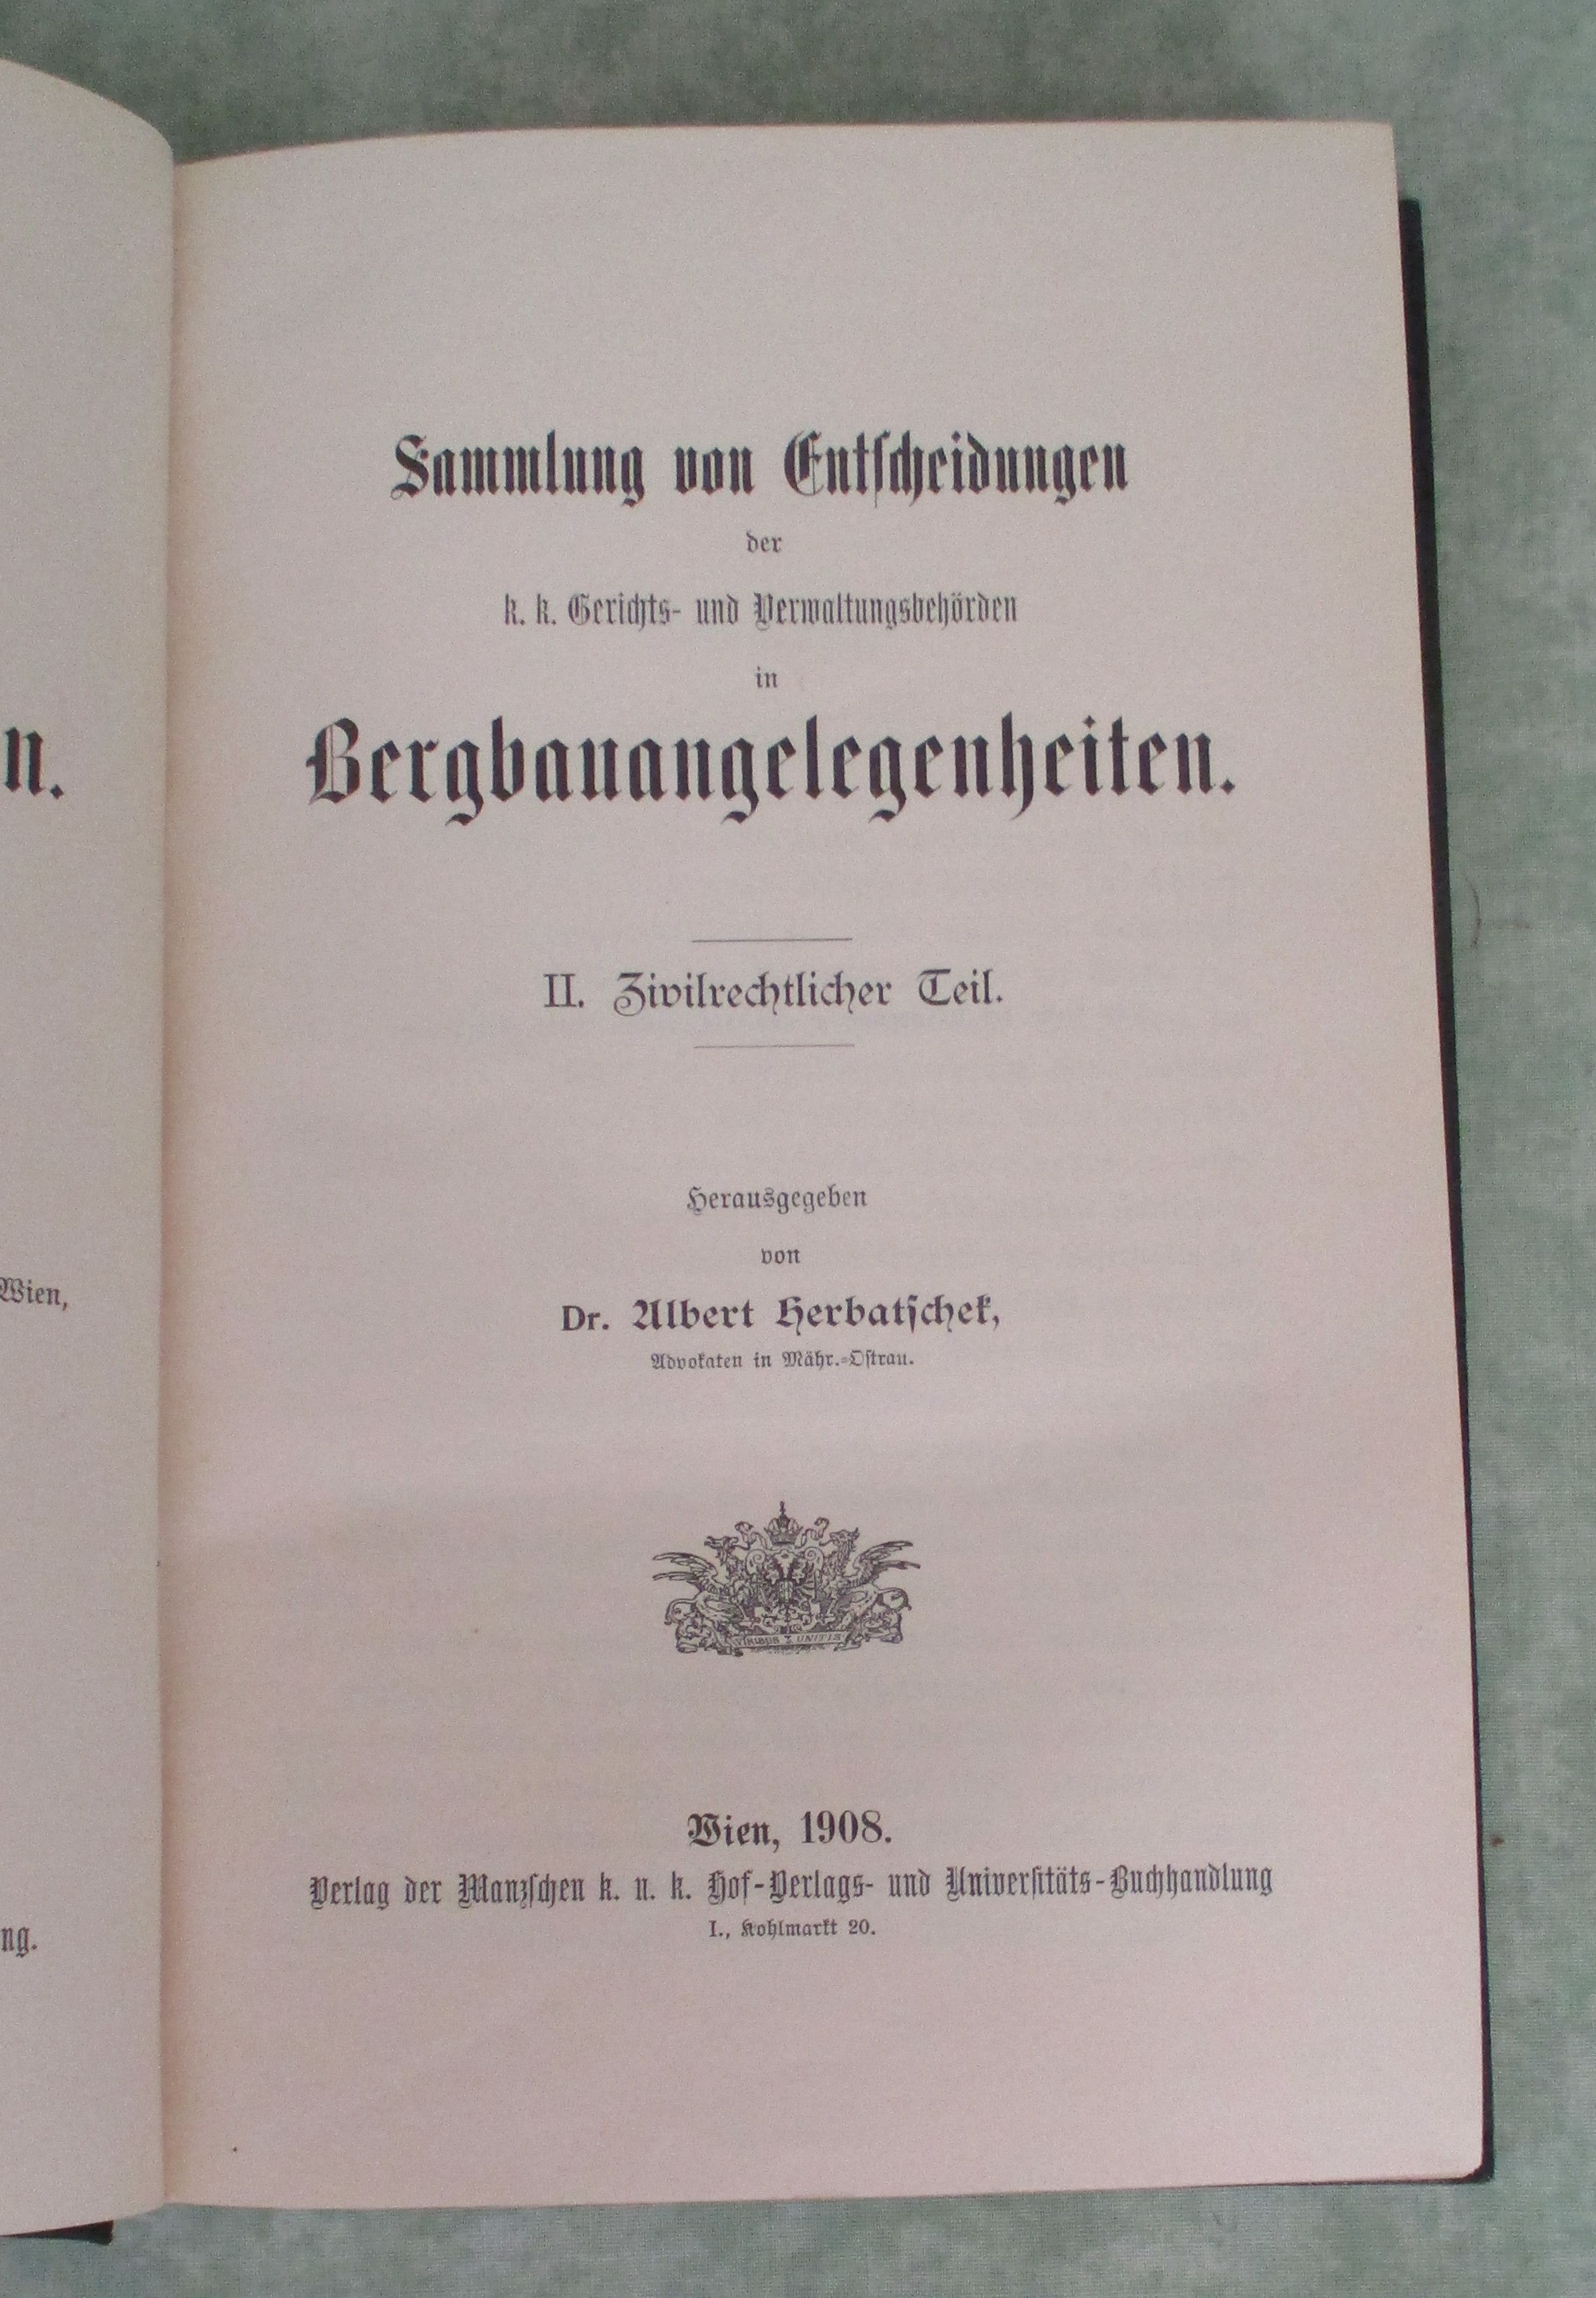 n.
Wien,
ng.
Sammlung von Entscheidungen
der
k. k. Gerichts- und Verwaltungsbehörden
in
Bergbauangelegenheiten.
II. Zivilrechtlicher Teil.
Herausgegeben
von
Dr. Albert Herbatschek,
Advokaten in Mähr.-Ostrau.
VIRIBUS UNITIS
Wien, 1908.
Verlag der Manzschen k. u. k. Hof-Verlags- und Universitäts-Buchhandlung
I., Kohlmarkt 20.